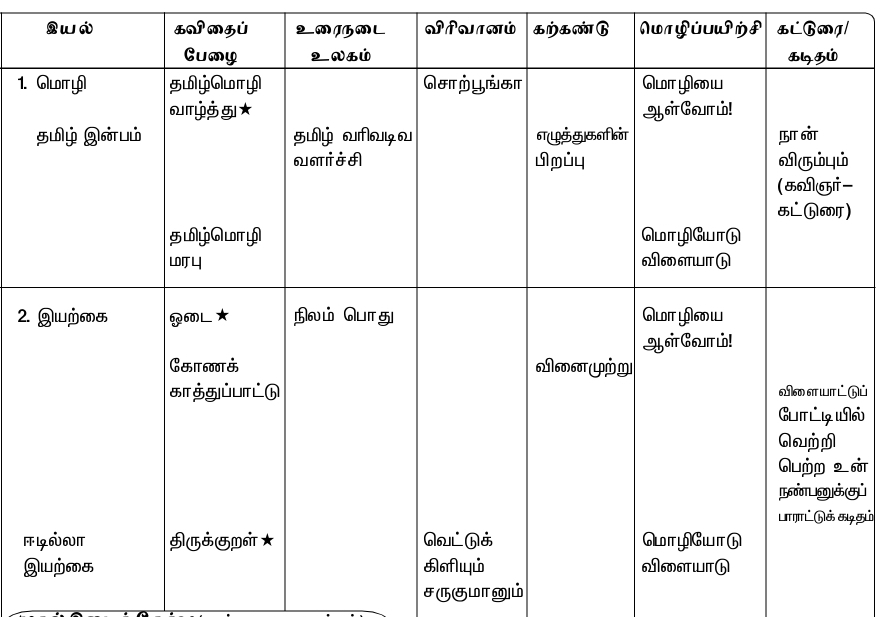 இயல் கவிதைப் பேழை உரைநடை உலகம் விரிவானம் கற்கண்டு மொழிப்பயிற்சி கட்டுரை/ கடிதம்
1. மொழி தமிழ்மொழி சொற்பூங்கா மொழியை
வாழ்த்து★ ஆள்வோம்!
தமிழ் இன்பம் தமிழ் வரிவடிவ எழுத்துகளின் நான்
வளர்ச்சி பிறப்பு விரும்பும்
(கவிஞர்–
கட்டுரை)
தமிழ்மொழி மொழியோடு
மரபு விளையாடு
2. இயற்கை ஓடை★ நிலம் பொது மொழியை
ஆள்வோம்!
கோணக் வினைமுற்று
காத்துப்பாட்டு விளையாட்டுப்
போட்டியில்
வெற்றி
பெற்ற உன்
நண்பனுக்குப்
பாராட்டுக் கடிதம்
ஈடில்லா திருக்குறள்★ வெட்டுக் மொழியோடு
இயற்கை கிளியும் விளையாடு
சருகுமானும்